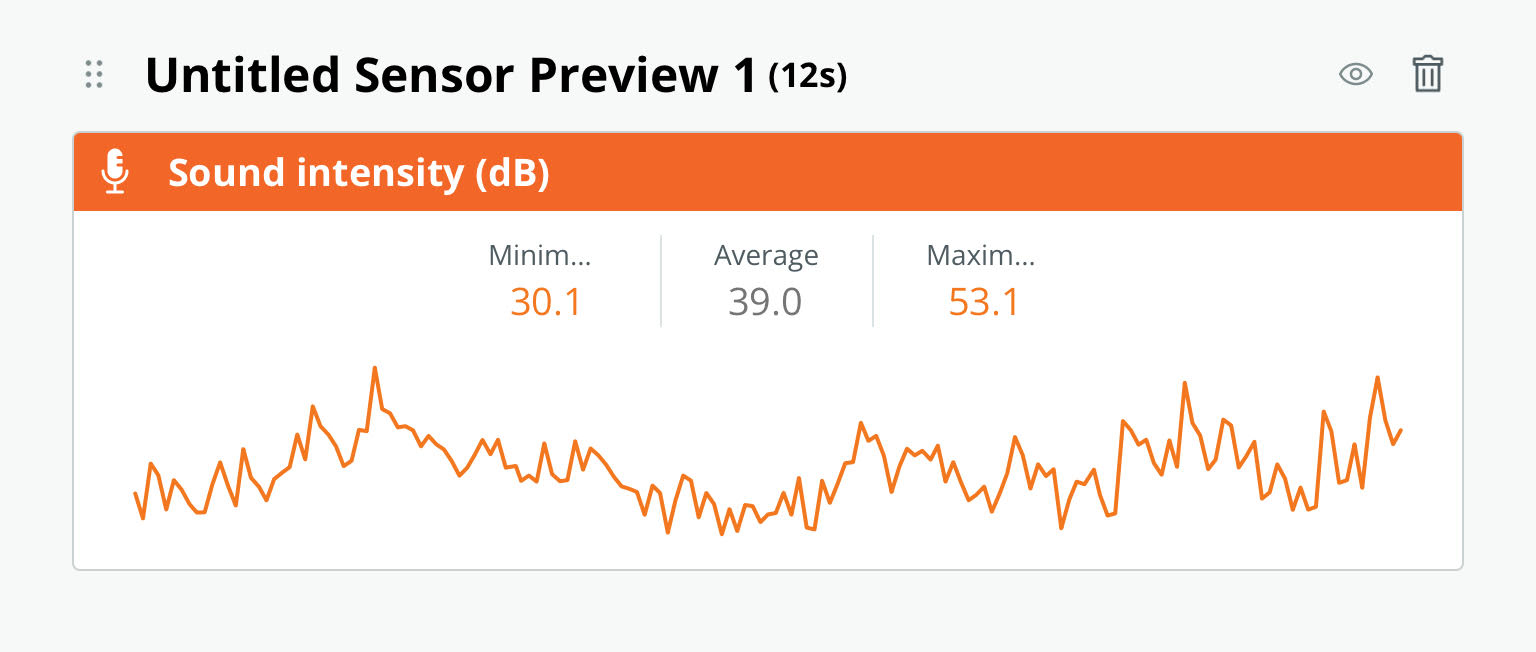 Untitled Sensor Preview 1 (12s)
Sound intensity (dB)
Minim... Average Maxim...
30.1 39.0 53.1